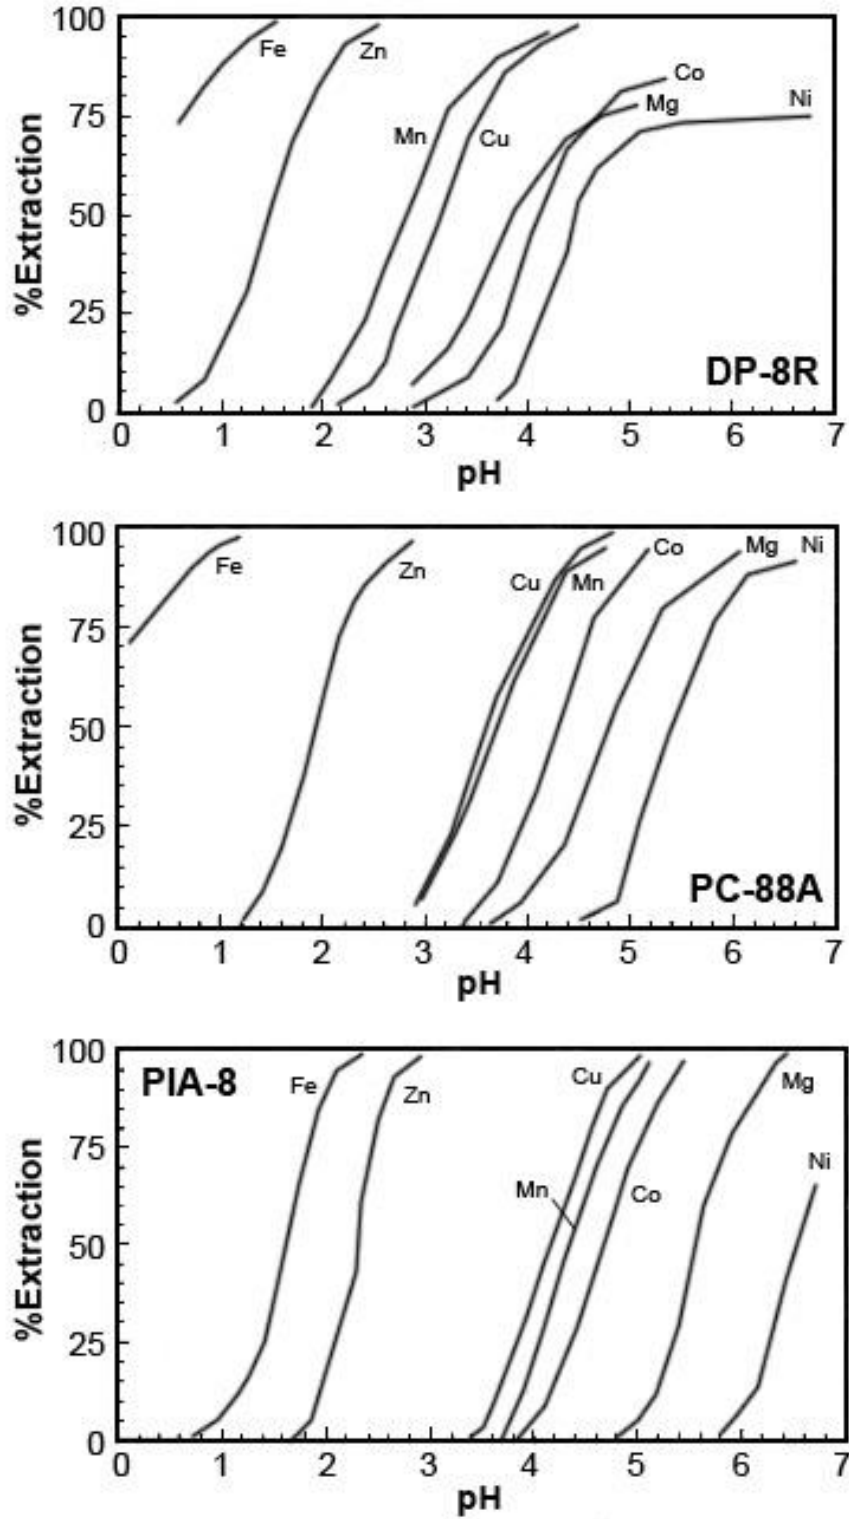 100
75
50
25
0
%Extraction
Fe
Zn
Mn
Cu
Co
Mg
Ni
DP-8R
0 1 2 3 4 5 6 7
pH
100
75
50
25
0
%Extraction
Fe
Zn
Cu
Mn
Co
Mg
Ni
PC-88A
0 1 2 3 4 5 6 7
pH
100
75
50
25
0
%Extraction
PIA-8
Fe
Zn
Cu
Mn
Co
Mg
Ni
0 1 2 3 4 5 6 7
pH